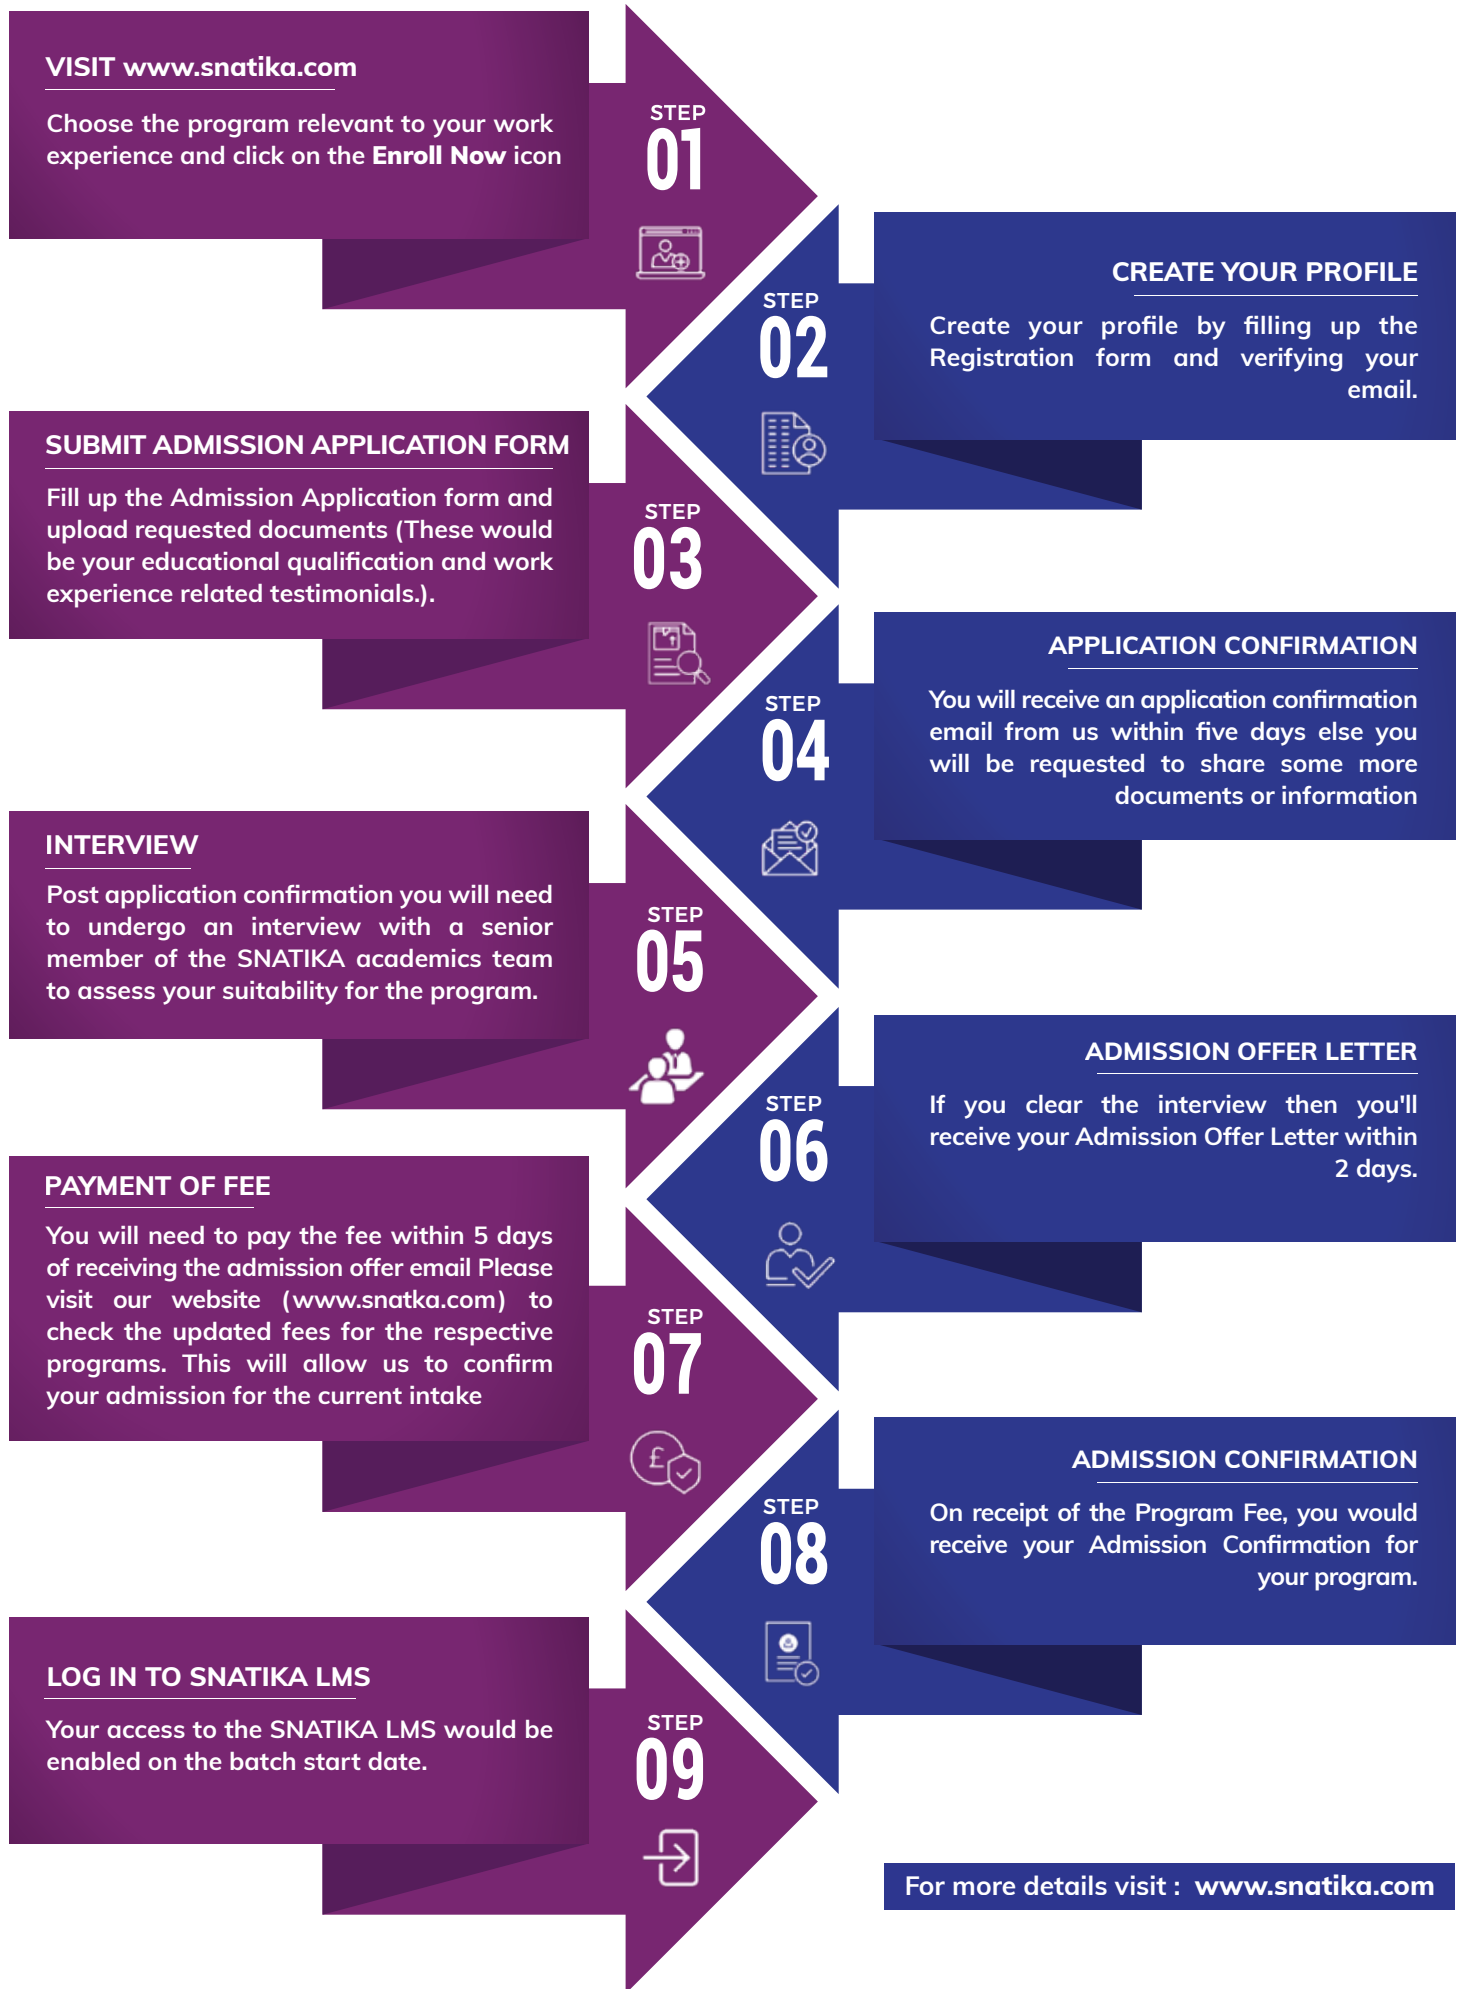 VISIT www.snatika.com
Choose the program relevant to your work
experience and click on the Enroll Now icon
STEP
01
CREATE YOUR PROFILE
Create your profile by filling up the
Registration form and verifying your
email.
STEP
02
SUBMIT ADMISSION APPLICATION FORM
Fill up the Admission Application form and
upload requested documents (These would
be your educational qualification and work
experience related testimonials.).
STEP
03
APPLICATION CONFIRMATION
You will receive an application confirmation
email from us within five days else you
will be requested to share some more
documents or information
STEP
04
INTERVIEW
Post application confirmation you will need
to undergo an interview with a senior
member of the SNATIKA academics team
to assess your suitability for the program.
STEP
05
ADMISSION OFFER LETTER
If you clear the interview then you'll
receive your Admission Offer Letter within
2 days.
STEP
06
PAYMENT OF FEE
You will need to pay the fee within 5 days
of receiving the admission offer email Please
visit our website (www.snatka.com) to
check the updated fees for the respective
programs. This will allow us to confirm
your admission for the current intake
STEP
07
£
ADMISSION CONFIRMATION
On receipt of the Program Fee, you would
receive your Admission Confirmation for
your program.
STEP
08
LOG IN TO SNATIKA LMS
Your access to the SNATIKA LMS would be
enabled on the batch start date.
STEP
09
For more details visit : www.snatika.com